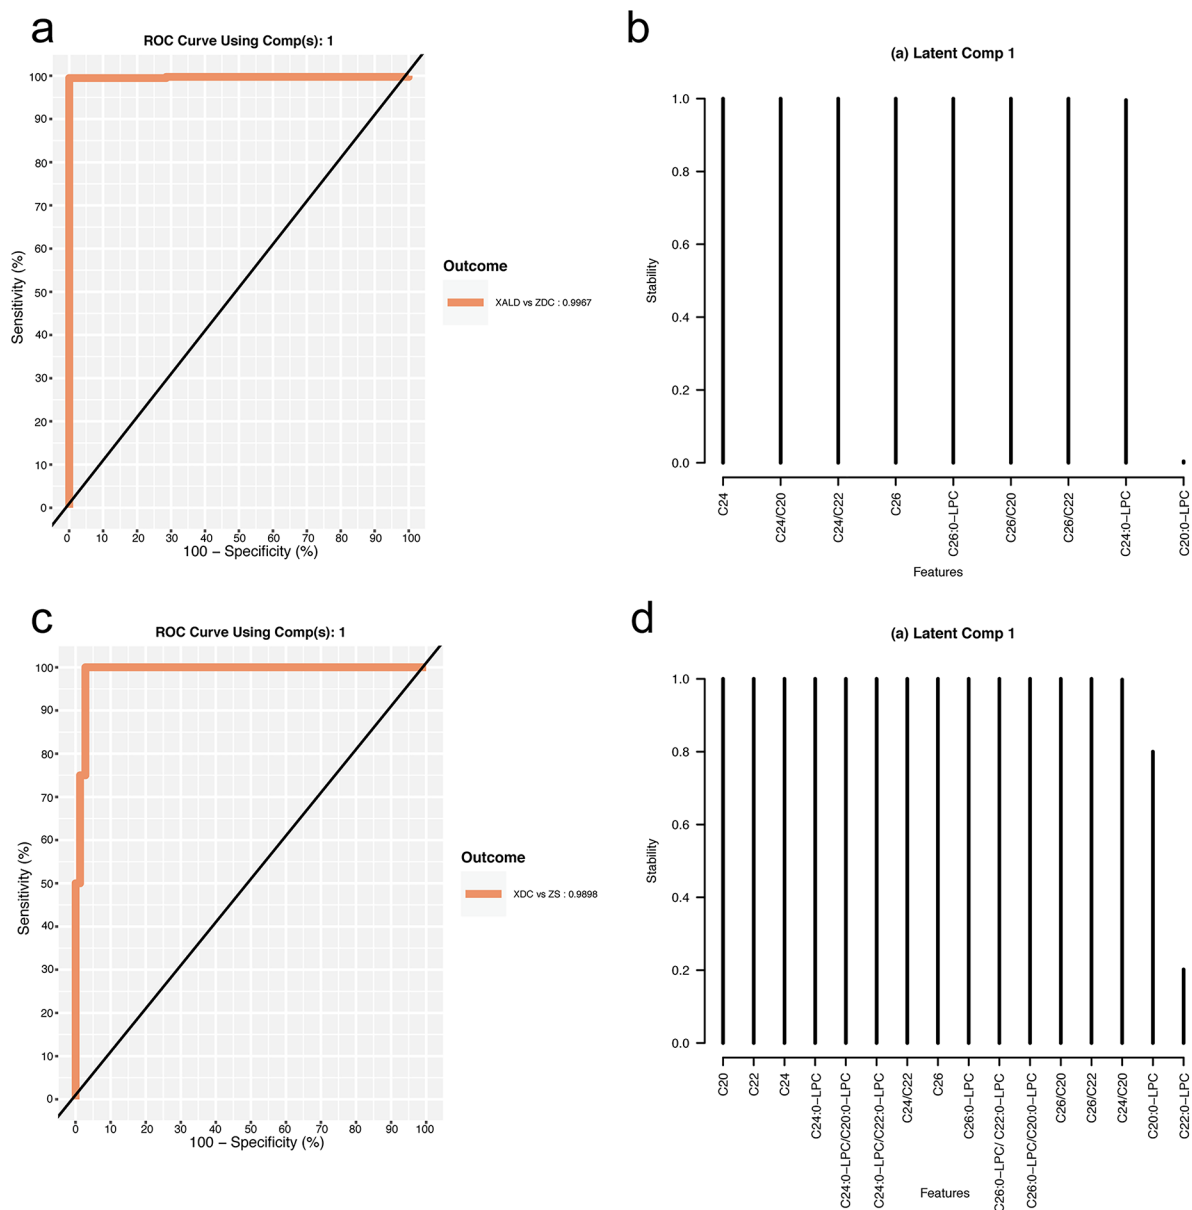 a
ROC Curve Using Comp(s): 1
100
90
80
70
60
50
40
30
20
10
0
Sensitivity (%)
0 10 20 30 40 50 60 70 80 90 100
100 – Specificity (%)
Outcome
XALD vs ZDC : 0.9967
b
(a) Latent Comp 1
1.0
0.8
0.6
0.4
0.2
0.0
Stability
C24
C24/C20
C24/C22
C26
C26:0–LPC
C26/C20
C26/C22
C24:0–LPC
C20:0–LPC
Features
c
ROC Curve Using Comp(s): 1
100
90
80
70
60
50
40
30
20
10
0
Sensitivity (%)
0 10 20 30 40 50 60 70 80 90 100
100 – Specificity (%)
Outcome
XDC vs ZS : 0.9898
d
(a) Latent Comp 1
1.0
0.8
0.6
0.4
0.2
0.0
Stability
C20
C22
C24
C24:0–LPC
C24:0–LPC/C20:0–LPC
C24:0–LPC/C22:0–LPC
C24/C22
C26
C26:0–LPC
C26:0–LPC/ C22:0–LPC
C26:0–LPC/C20:0–LPC
C26/C20
C26/C22
C24/C20
C20:0–LPC
C22:0–LPC
Features